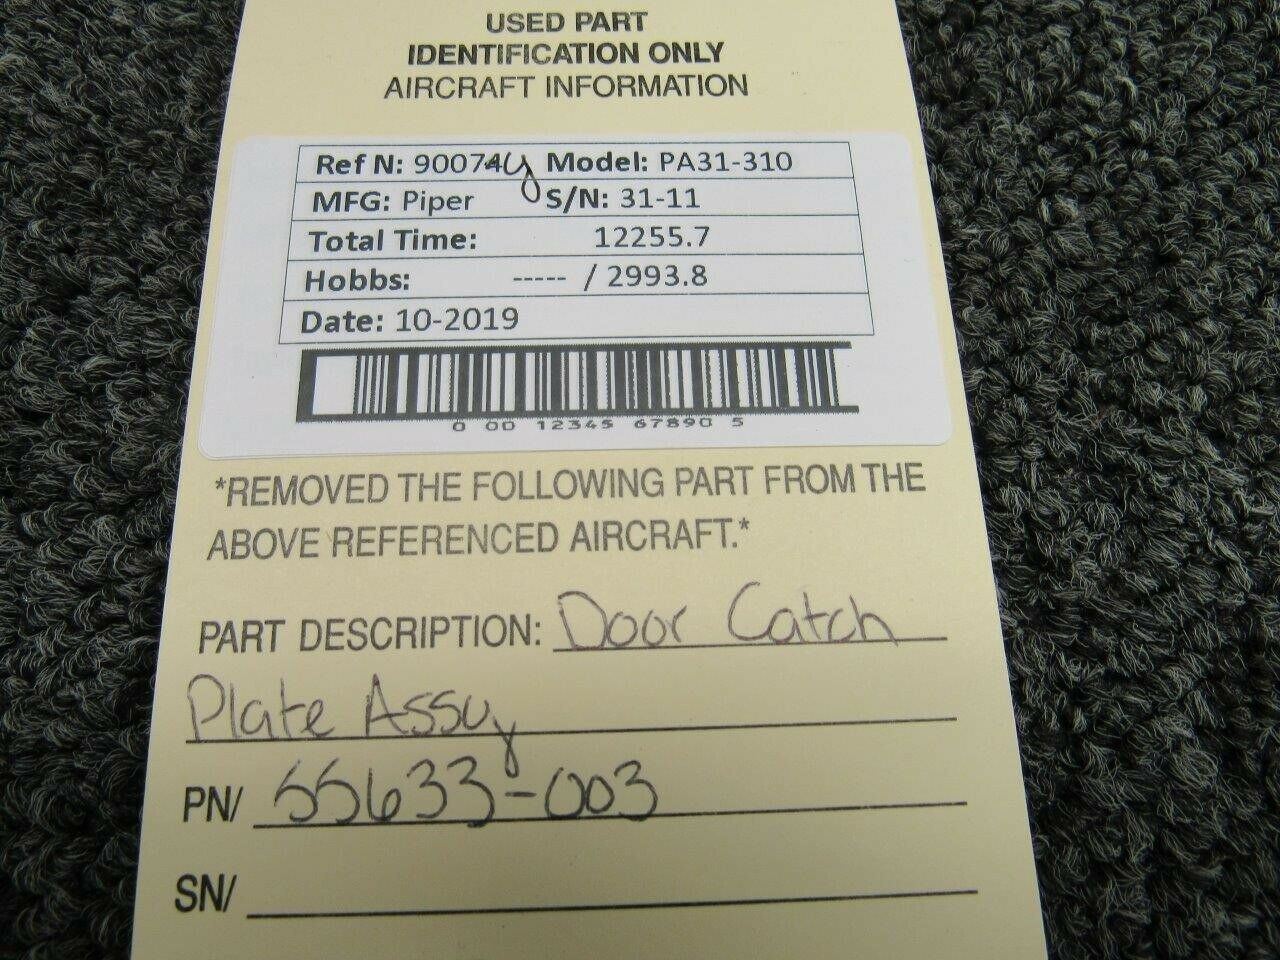 USED PART
IDENTIFICATION ONLY
AIRCRAFT INFORMATION
Ref N: 90074y Model: PA31-310
MFG: Piper S/N: 31-11
Total Time: 12255.7
Hobbs: ----- / 2993.8
Date: 10-2019
0 00 12345 67890 5
*REMOVED THE FOLLOWING PART FROM THE
ABOVE REFERENCED AIRCRAFT.*
PART DESCRIPTION: Door Catch
Plate Assy
PN/ 55633-003
SN/